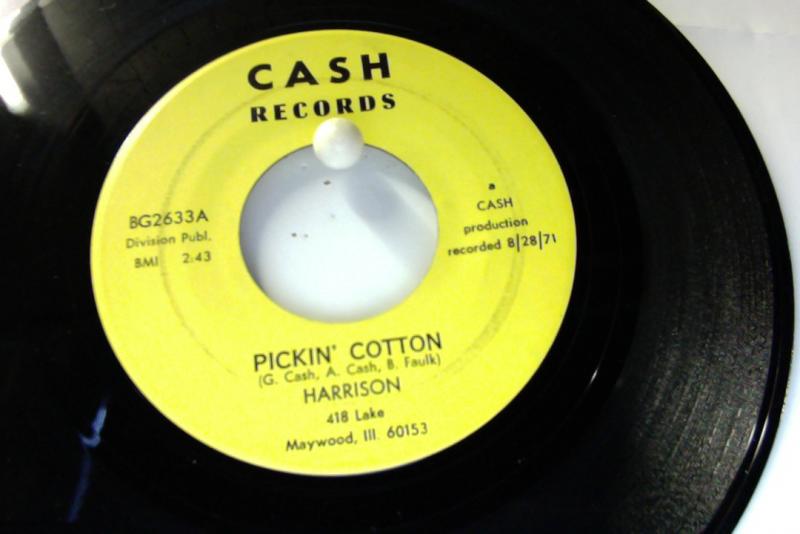 CASH
RECORDS
BG2633A
Division Publ.
BMI 2:43
a
CASH
production
recorded 8|28|71
PICKIN' COTTON
(G. Cash, A. Cash, B. Faulk)
HARRISON
418 Lake
Maywood, Ill. 60153